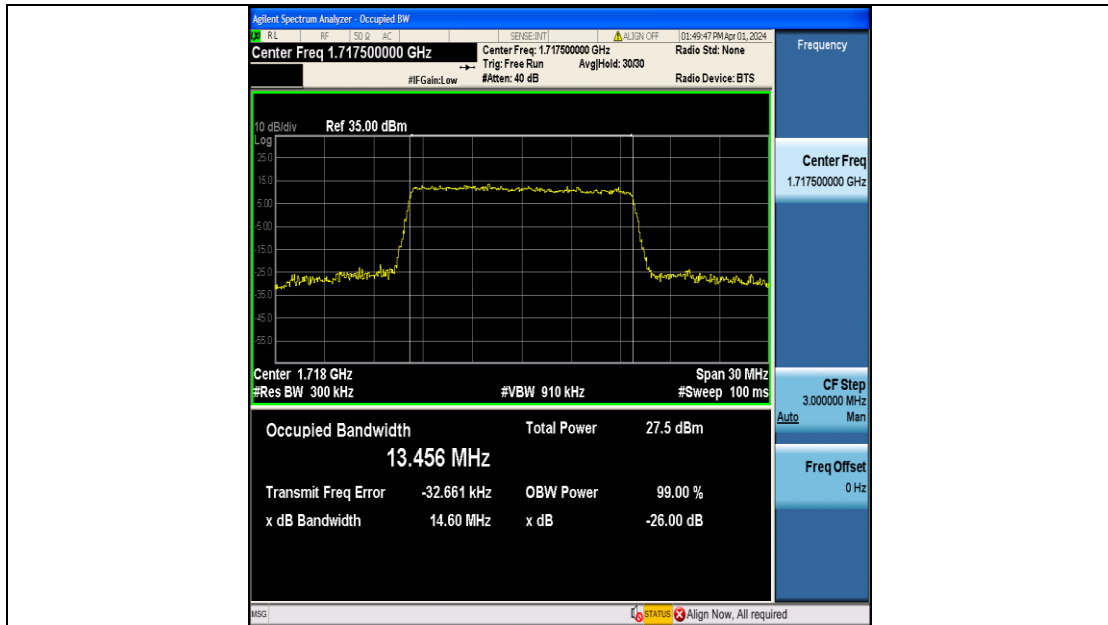 Agilent Spectrum Analyzer - Occupied BW
RL RF 50 Ω AC SENSE:INT ALIGN OFF 01:49:47 PM Apr 01, 2024
Center Freq 1.717500000 GHz
Center Freq: 1.717500000 GHz
Radio Std: None
Trig: Free Run Avg|Hold: 30/30
#IFGain:Low #Atten: 40 dB Radio Device: BTS
Frequency
10 dB/div Ref 35.00 dBm
Log
25.0
15.0
5.00
-5.00
-15.0
-25.0
-35.0
-45.0
-55.0
Center 1.718 GHz Span 30 MHz
#Res BW 300 kHz #VBW 910 kHz #Sweep 100 ms
Occupied Bandwidth Total Power 27.5 dBm
13.456 MHz
Transmit Freq Error -32.661 kHz OBW Power 99.00 %
x dB Bandwidth 14.60 MHz x dB -26.00 dB
Center Freq
1.717500000 GHz
CF Step
3.000000 MHz
Auto Man
Freq Offset
0 Hz
MSG STATUS Align Now, All required